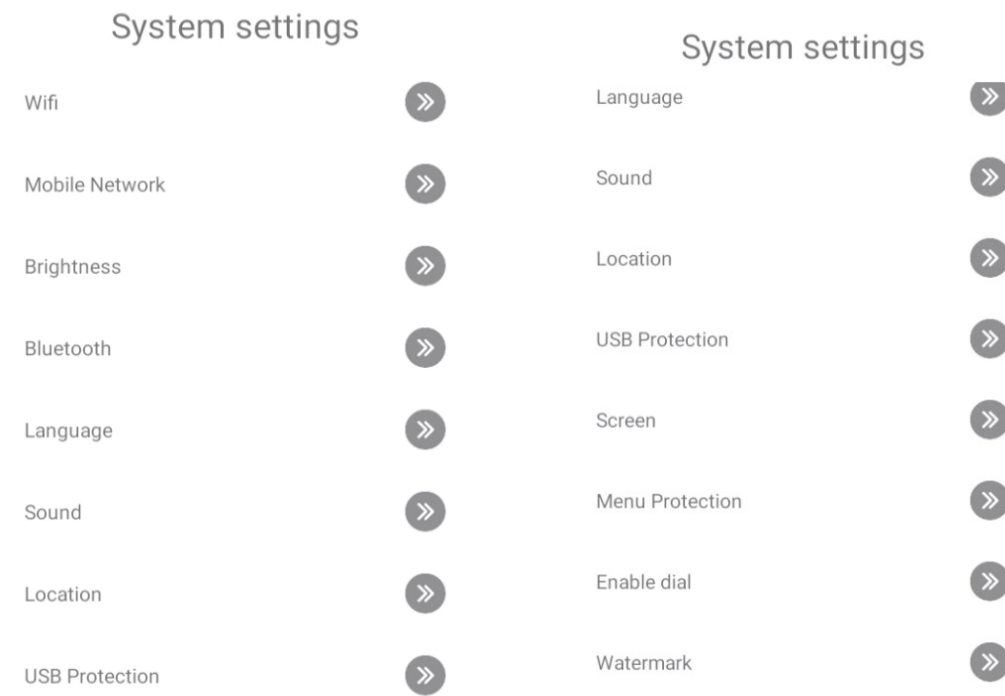 System settings
Wifi
Mobile Network
Brightness
Bluetooth
Language
Sound
Location
USB Protection
System settings
Language
Sound
Location
USB Protection
Screen
Menu Protection
Enable dial
Watermark